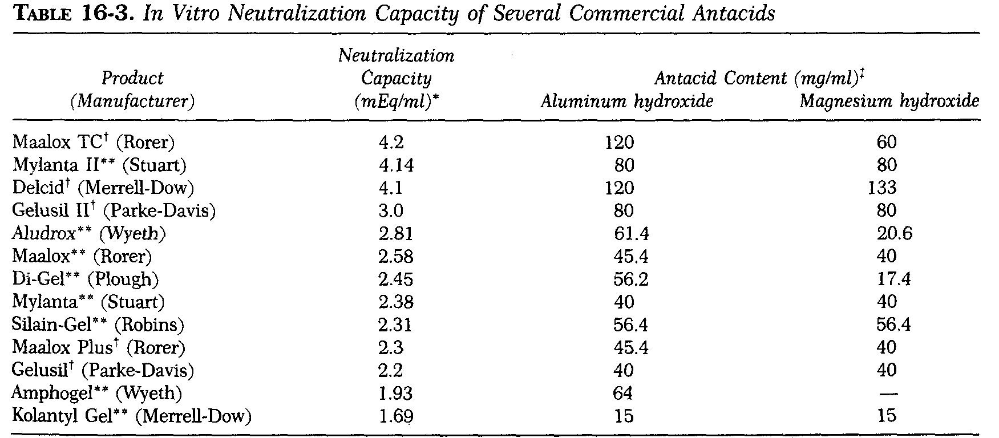 TABLE 16-3. In Vitro Neutralization Capacity of Several Commercial Antacids
Neutralization
Product Capacity Antacid Content (mg/ml)‡
(Manufacturer) (mEq/ml)* Aluminum hydroxide Magnesium hydroxide
Maalox TC† (Rorer) 4.2 120 60
Mylanta II** (Stuart) 4.14 80 80
Delcid† (Merrell-Dow) 4.1 120 133
Gelusil II† (Parke-Davis) 3.0 80 80
Aludrox** (Wyeth) 2.81 61.4 20.6
Maalox** (Rorer) 2.58 45.4 40
Di-Gel** (Plough) 2.45 56.2 17.4
Mylanta** (Stuart) 2.38 40 40
Silain-Gel** (Robins) 2.31 56.4 56.4
Maalox Plus† (Rorer) 2.3 45.4 40
Gelusil† (Parke-Davis) 2.2 40 40
Amphogel** (Wyeth) 1.93 64 —
Kolantyl Gel** (Merrell-Dow) 1.69 15 15